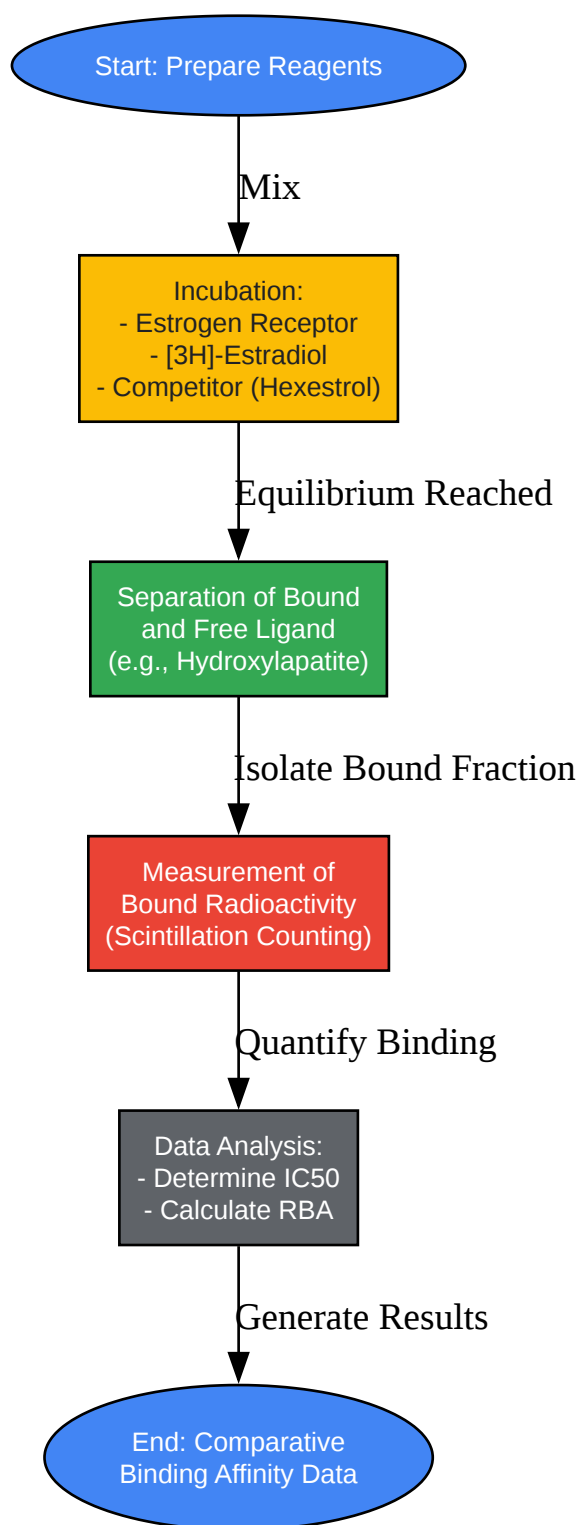 Start: Prepare Reagents
Mix
Incubation:
- Estrogen Receptor
- [3H]-Estradiol
- Competitor (Hexestrol)
Equilibrium Reached
Separation of Bound
and Free Ligand
(e.g., Hydroxylapatite)
Isolate Bound Fraction
Measurement of
Bound Radioactivity
(Scintillation Counting)
Quantify Binding
Data Analysis:
- Determine IC50
- Calculate RBA
Generate Results
End: Comparative
Binding Affinity Data